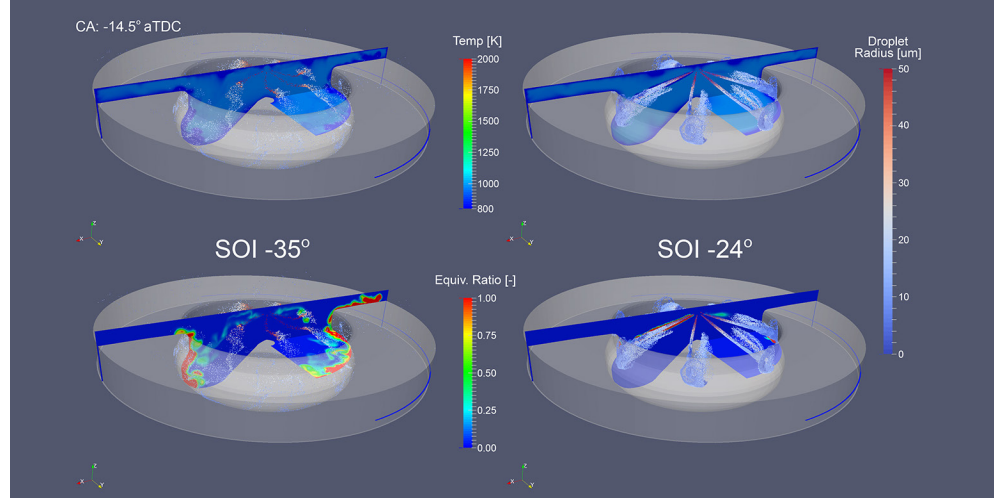 CA: -14.5° aTDC
Temp [K]
2000
1750
1500
1250
1000
800
Droplet
Radius [um]
50
40
30
20
10
0
z
x
y
z
x
y
SOI -35°
SOI -24°
Equiv. Ratio [-]
1.00
0.75
0.50
0.25
0.00
z
x
y
z
x
y